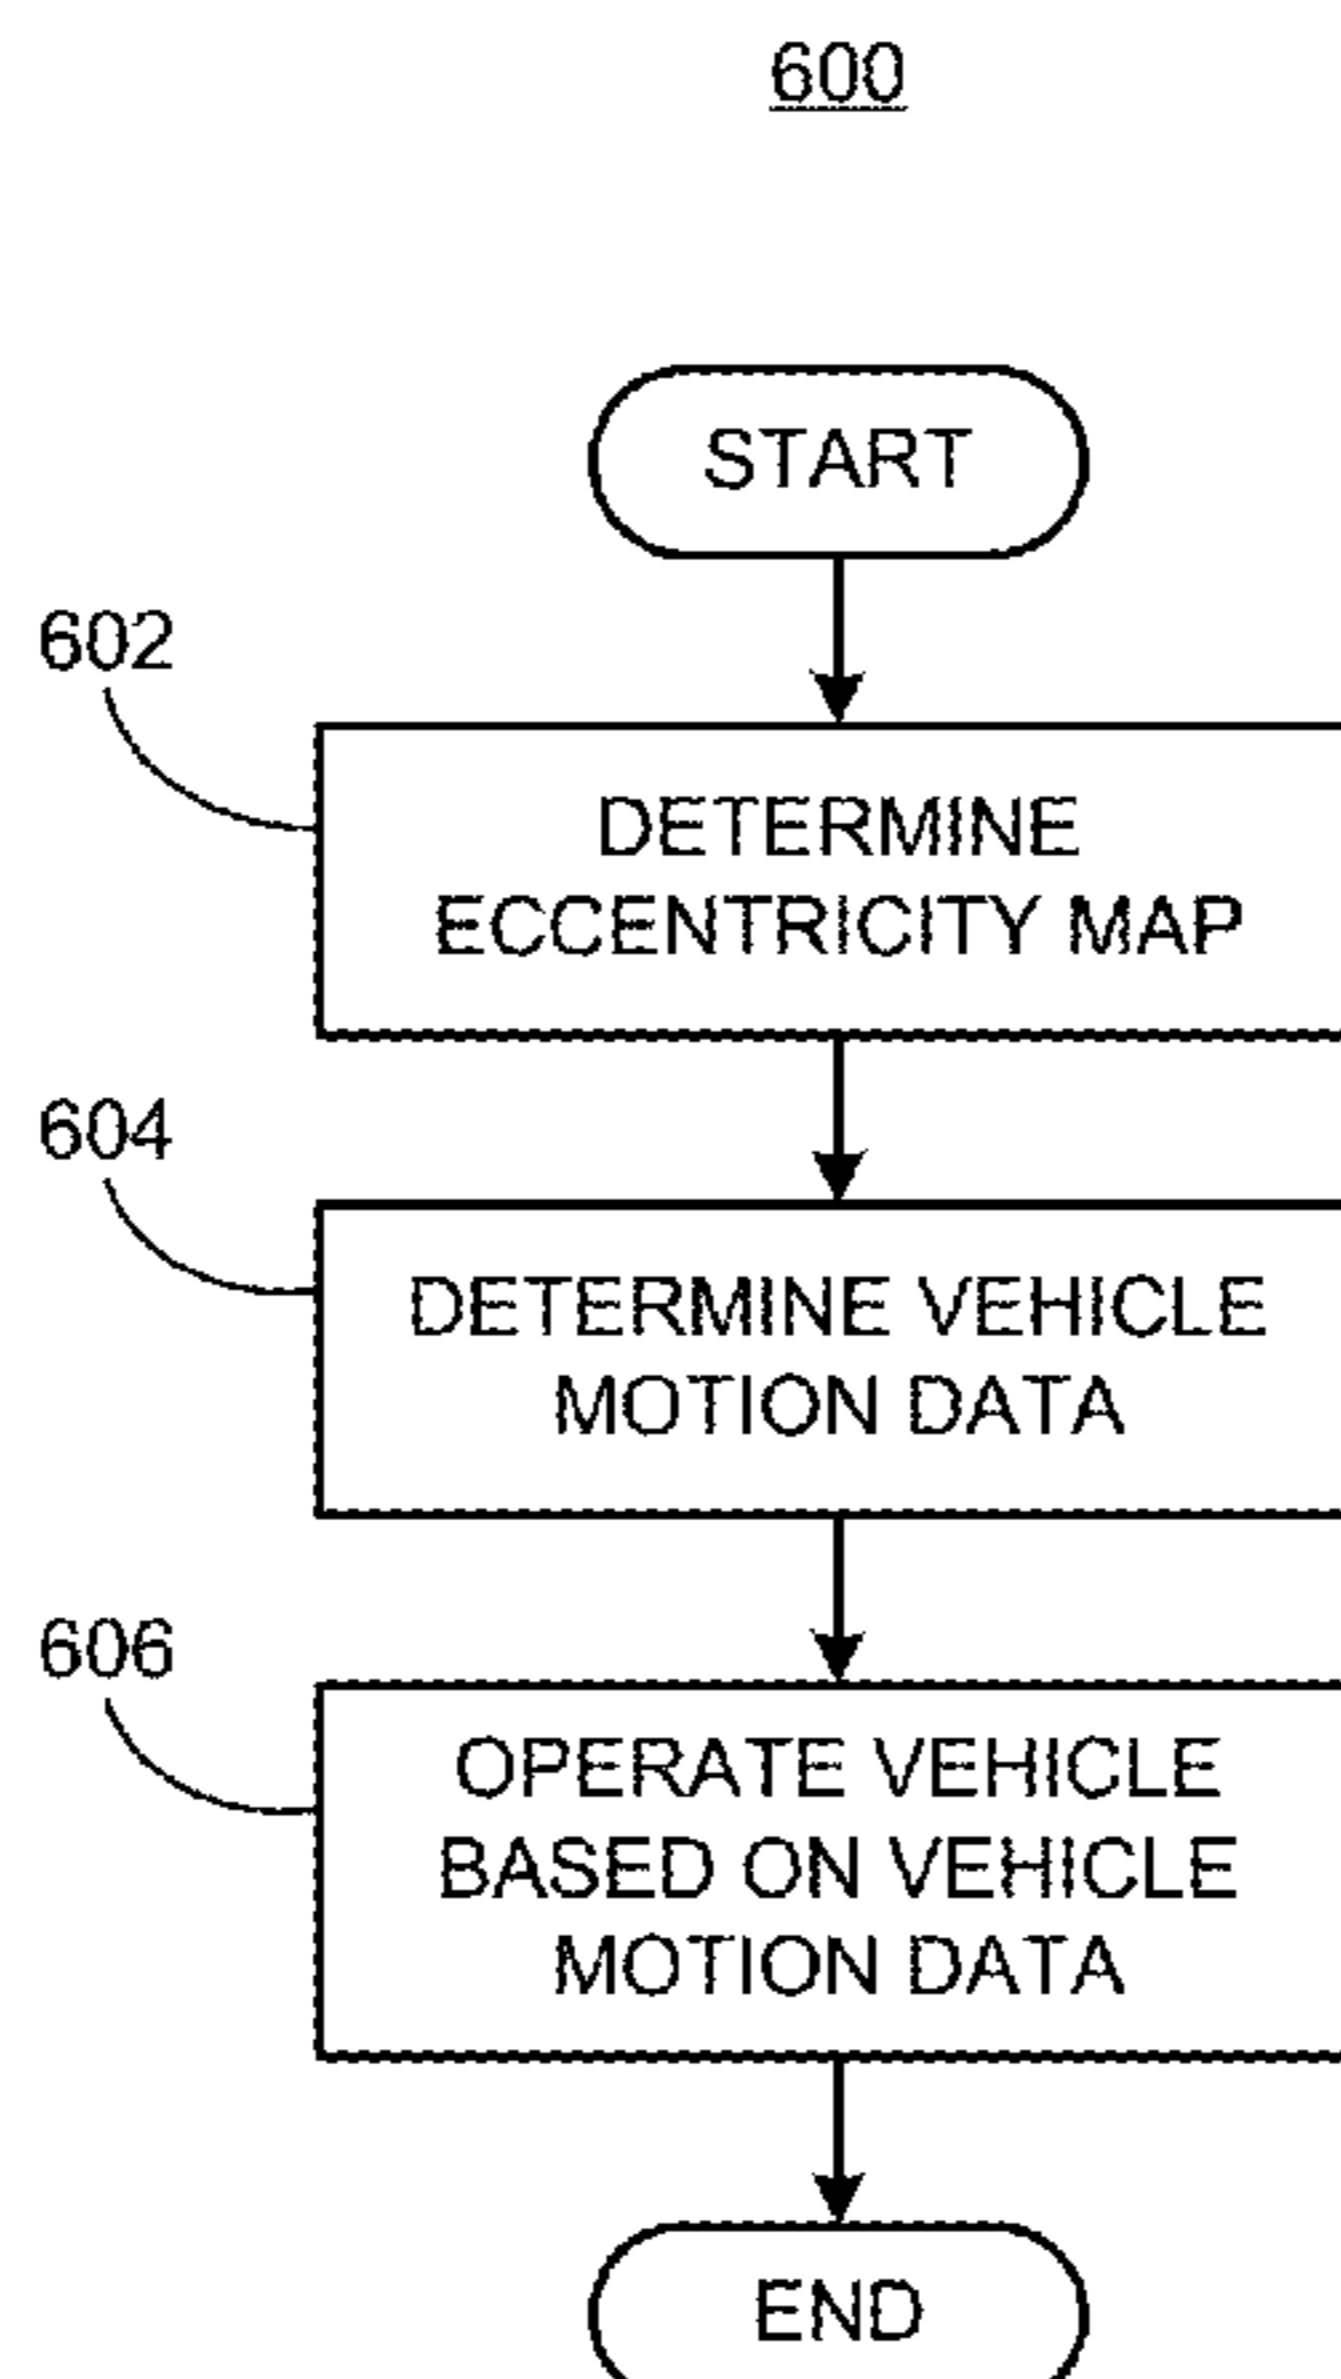 600
START
602
DETERMINE
ECCENTRICITY MAP
604
DETERMINE VEHICLE
MOTION DATA
606
OPERATE VEHICLE
BASED ON VEHICLE
MOTION DATA
END